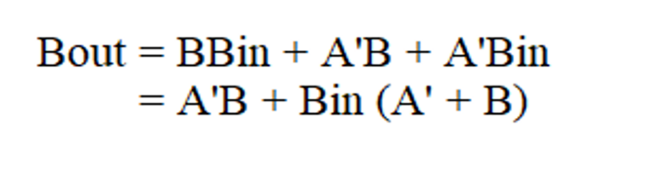 Bout = BBin + A'B + A'Bin
= A'B + Bin (A' + B)